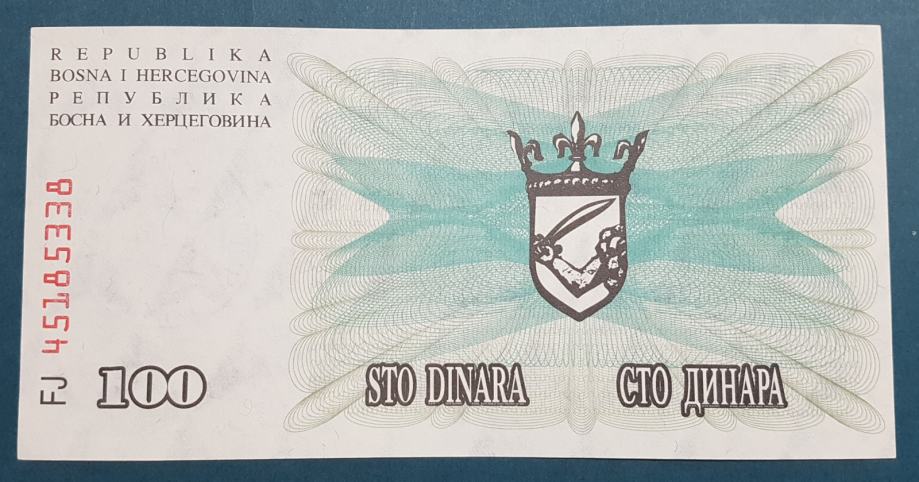 REPUBLIKA
BOSNA I HERCEGOVINA
РЕПУБЛИКА
БОСНА И ХЕРЦЕГОВИНА
FJ 45185338
100
STO DINARA
СТО ДИНАРА